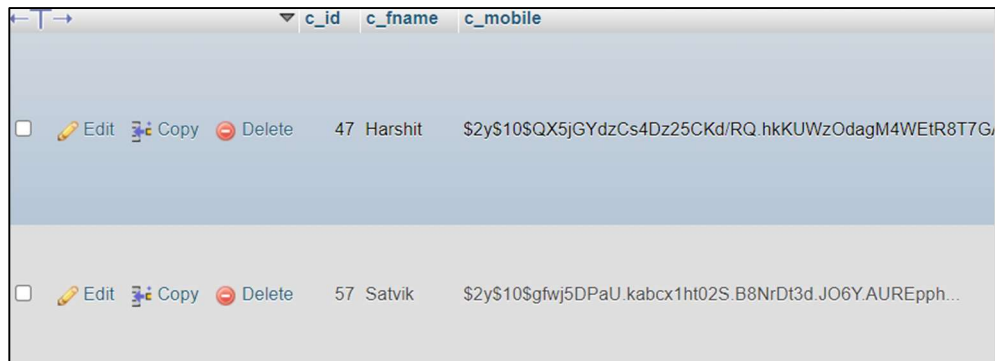 c_id c_fname c_mobile
Edit Copy Delete 47 Harshit $2y$10$QX5jGYdzCs4Dz25CKd/RQ.hkKUWzOdagM4WEtR8T7GA
Edit Copy Delete 57 Satvik $2y$10$gfwj5DPaU.kabcx1ht02S.B8NrDt3d.JO6Y.AUREpph...